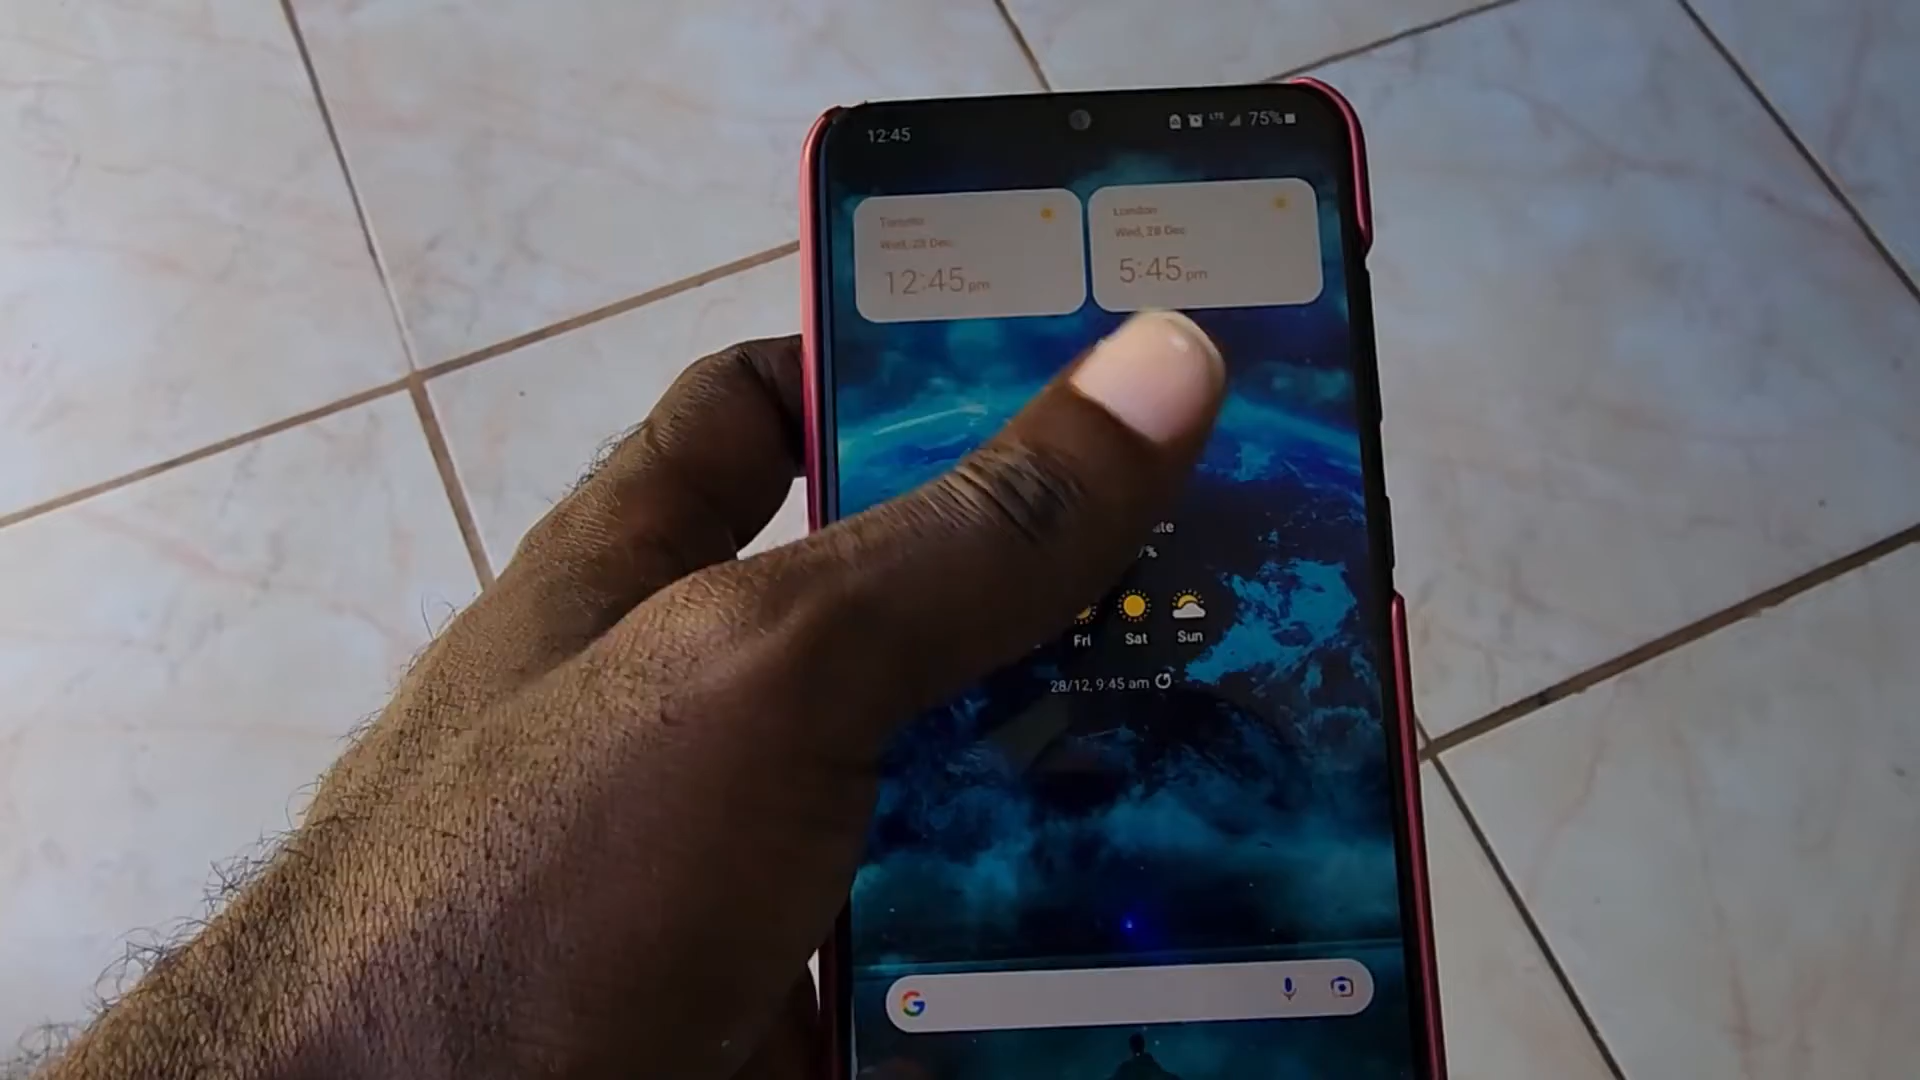 12:45
LTE 75%
Toronto
Wed, 28 Dec
12:45 pm
London
Wed, 28 Dec
5:45 pm
Fri Sat Sun
28/12, 9:45 am
G